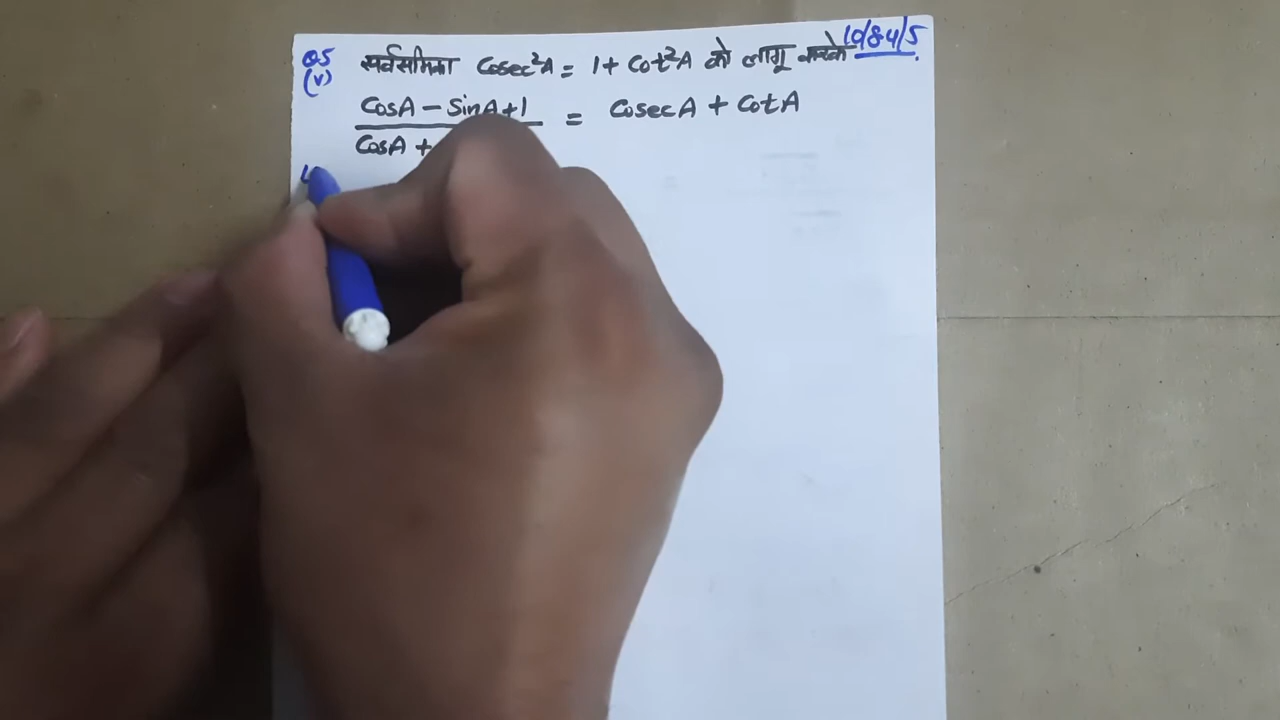 Q5 सर्वसमिका Cosec²A = 1 + Cot²A को लागू करके 10/84/5
(v)
CosA - SinA + 1 = CosecA + CotA
CosA +